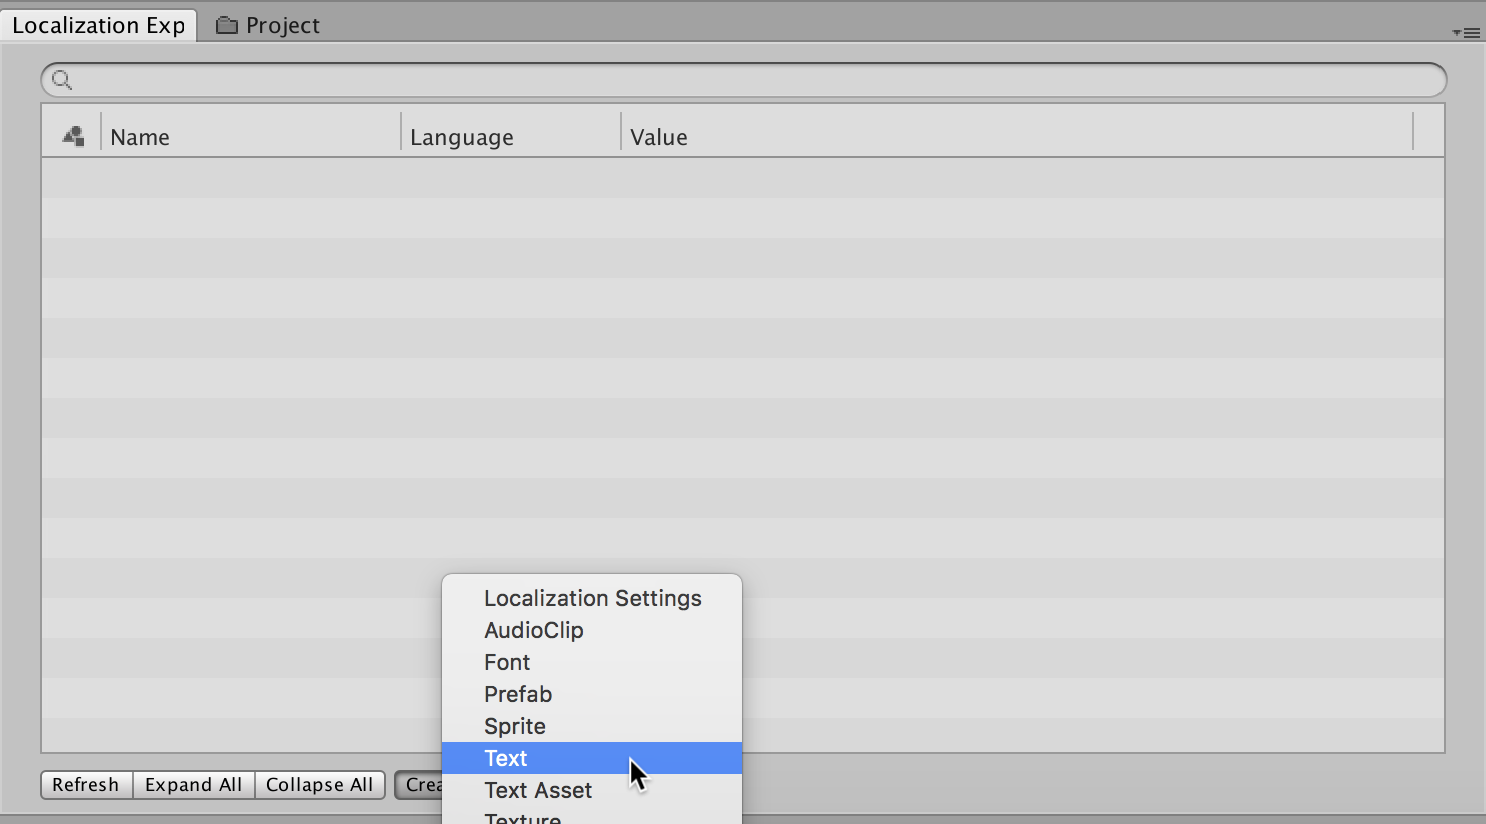 Localization Exp
Project
Name Language Value
Localization Settings
AudioClip
Font
Prefab
Sprite
Text
Text Asset
Texture
Refresh Expand All Collapse All Crea